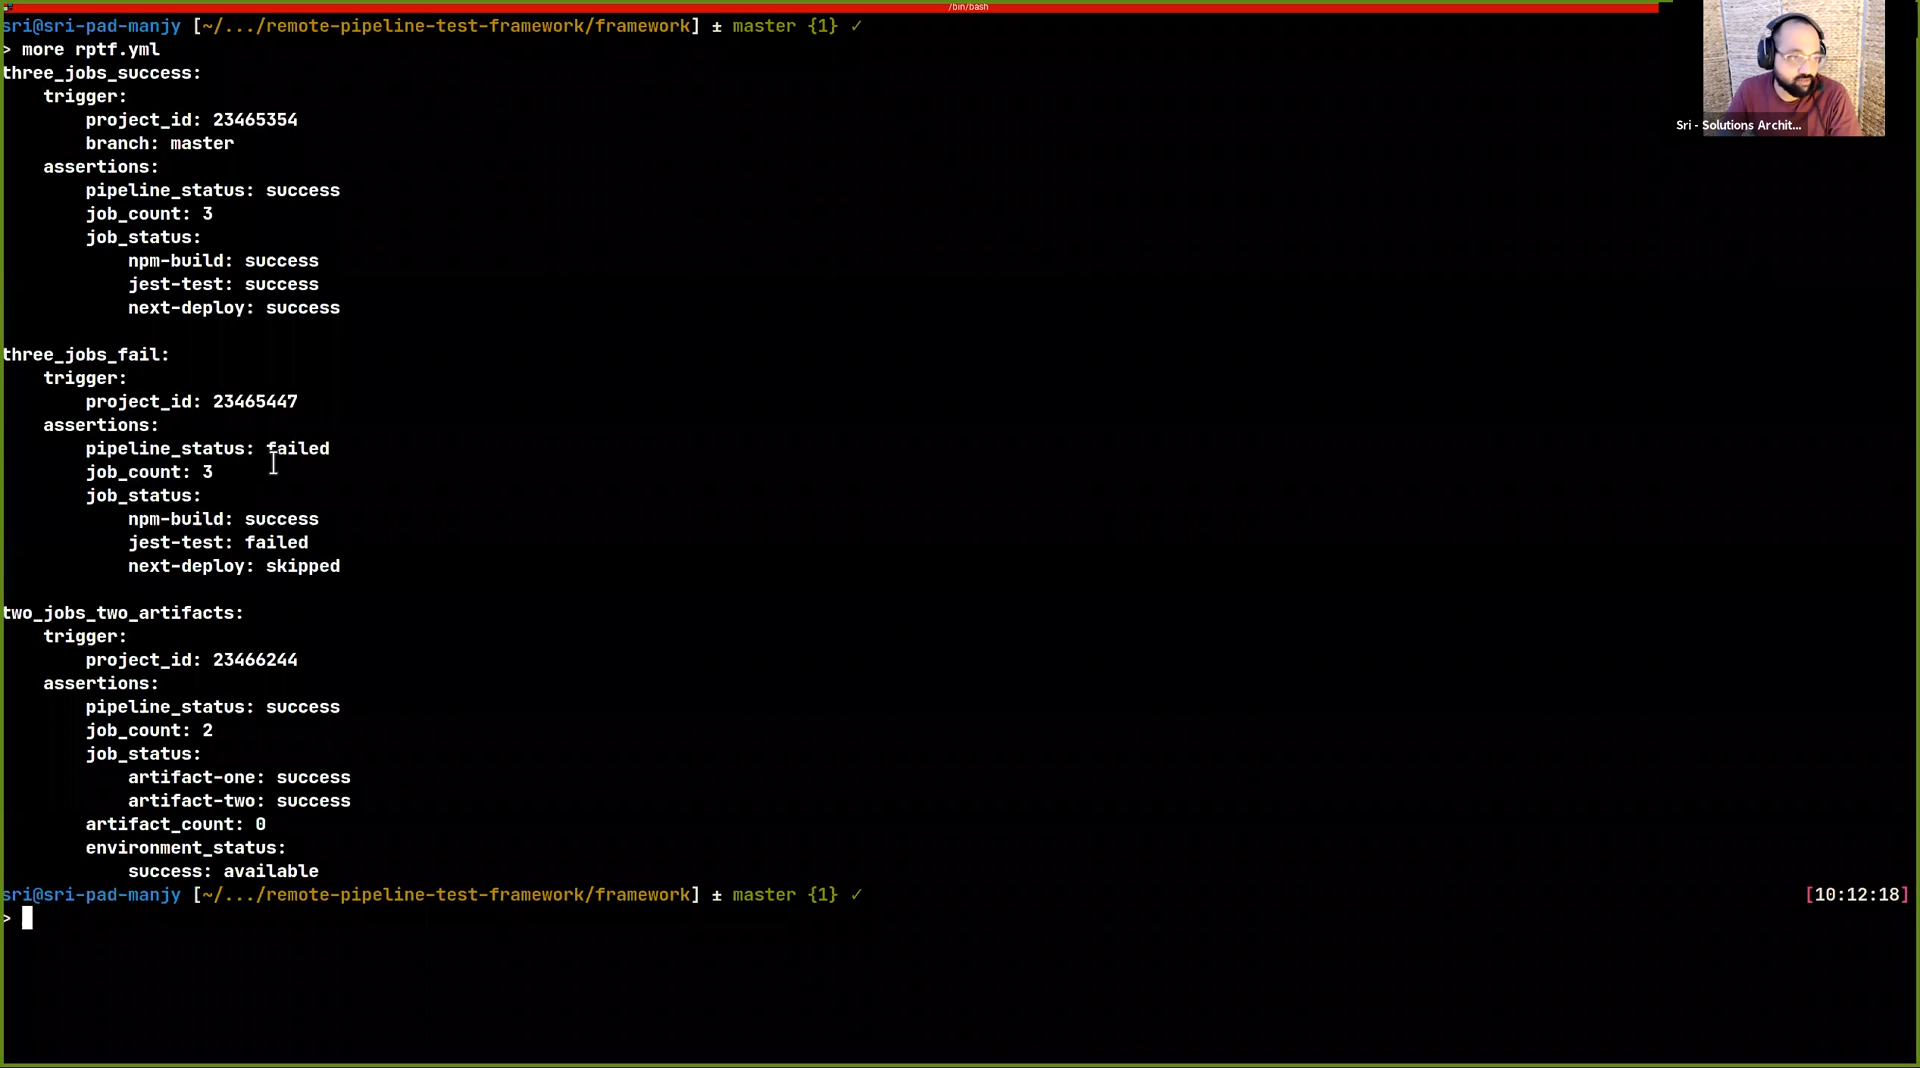 /bin/bash
sri@sri-pad-manjy [~/.../remote-pipeline-test-framework/framework] ± master {1} ✓
> more rptf.yml
three_jobs_success:
    trigger:
        project_id: 23465354
        branch: master
    assertions:
        pipeline_status: success
        job_count: 3
        job_status:
            npm-build: success
            jest-test: success
            next-deploy: success

three_jobs_fail:
    trigger:
        project_id: 23465447
    assertions:
        pipeline_status: failed
        job_count: 3
        job_status:
            npm-build: success
            jest-test: failed
            next-deploy: skipped

two_jobs_two_artifacts:
    trigger:
        project_id: 23466244
    assertions:
        pipeline_status: success
        job_count: 2
        job_status:
            artifact-one: success
            artifact-two: success
        artifact_count: 0
        environment_status:
            success: available
sri@sri-pad-manjy [~/.../remote-pipeline-test-framework/framework] ± master {1} ✓ [10:12:18]
>
Sri - Solutions Archit...